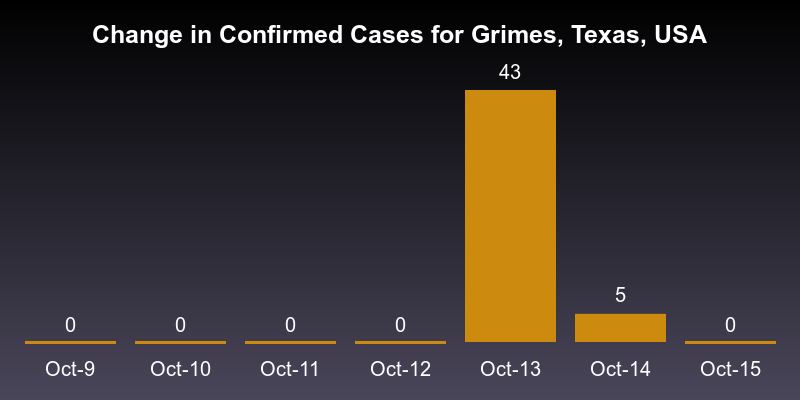 Change in Confirmed Cases for Grimes, Texas, USA
43
5
0 0 0 0 0
Oct-9 Oct-10 Oct-11 Oct-12 Oct-13 Oct-14 Oct-15